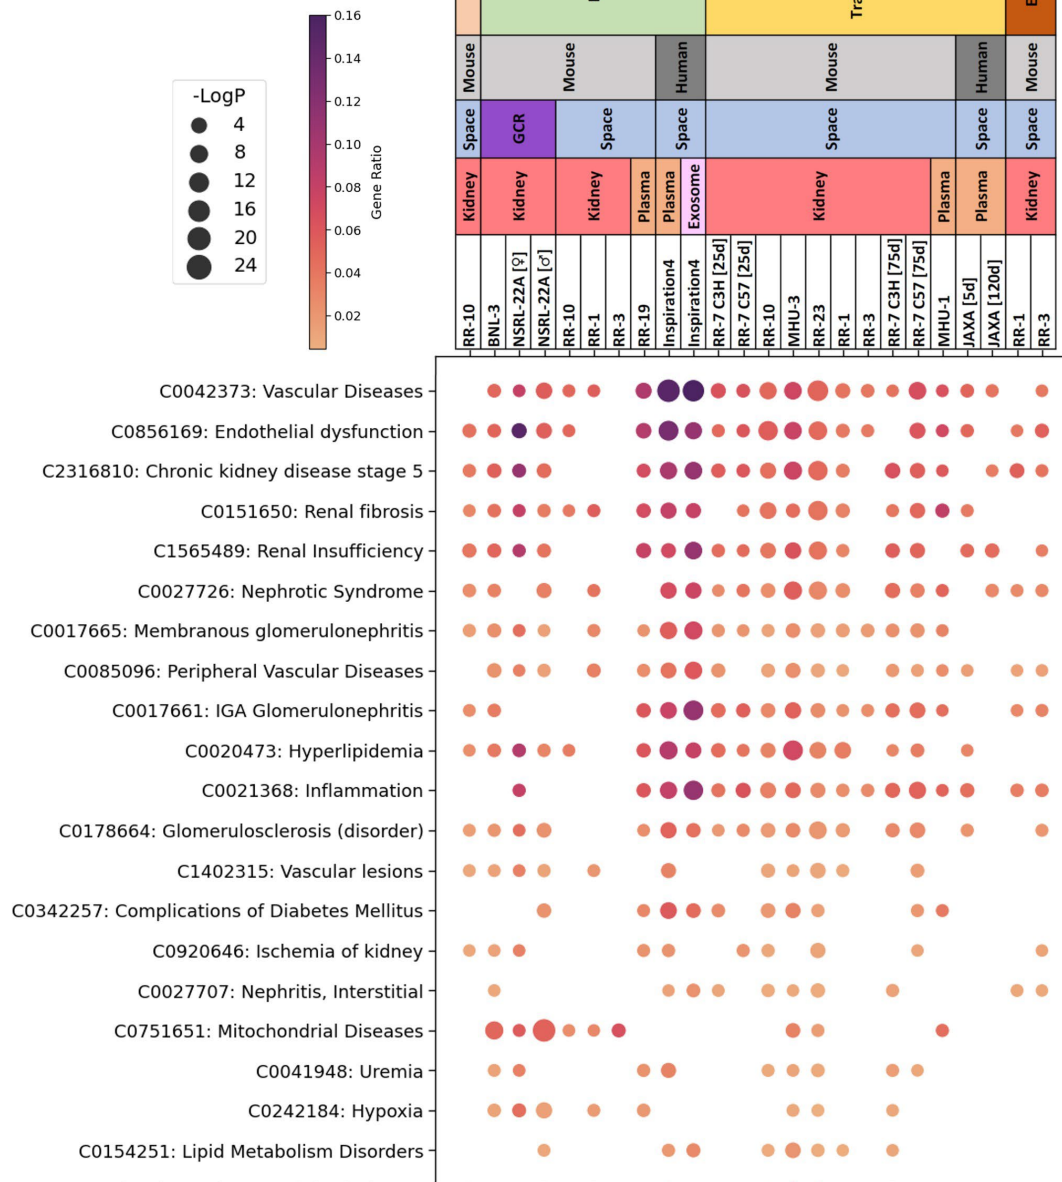 0.16
0.14
0.12
0.10
0.08
0.06
0.04
0.02
Gene Ratio
-LogP
4
8
12
16
20
24
Tra
Mouse Mouse Human Mouse Human Mouse
Space GCR Space Space Space Space Space
Kidney Kidney Kidney Plasma Plasma Exosome Kidney Plasma Plasma Kidney
RR-10
BNL-3
NSRL-22A [♀]
NSRL-22A [♂]
RR-10
RR-1
RR-3
RR-19
Inspiration4
Inspiration4
RR-7 C3H [25d]
RR-7 C57 [25d]
RR-10
MHU-3
RR-23
RR-1
RR-3
RR-7 C3H [75d]
RR-7 C57 [75d]
MHU-1
JAXA [5d]
JAXA [120d]
RR-1
RR-3
C0042373: Vascular Diseases
C0856169: Endothelial dysfunction
C2316810: Chronic kidney disease stage 5
C0151650: Renal fibrosis
C1565489: Renal Insufficiency
C0027726: Nephrotic Syndrome
C0017665: Membranous glomerulonephritis
C0085096: Peripheral Vascular Diseases
C0017661: IGA Glomerulonephritis
C0020473: Hyperlipidemia
C0021368: Inflammation
C0178664: Glomerulosclerosis (disorder)
C1402315: Vascular lesions
C0342257: Complications of Diabetes Mellitus
C0920646: Ischemia of kidney
C0027707: Nephritis, Interstitial
C0751651: Mitochondrial Diseases
C0041948: Uremia
C0242184: Hypoxia
C0154251: Lipid Metabolism Disorders